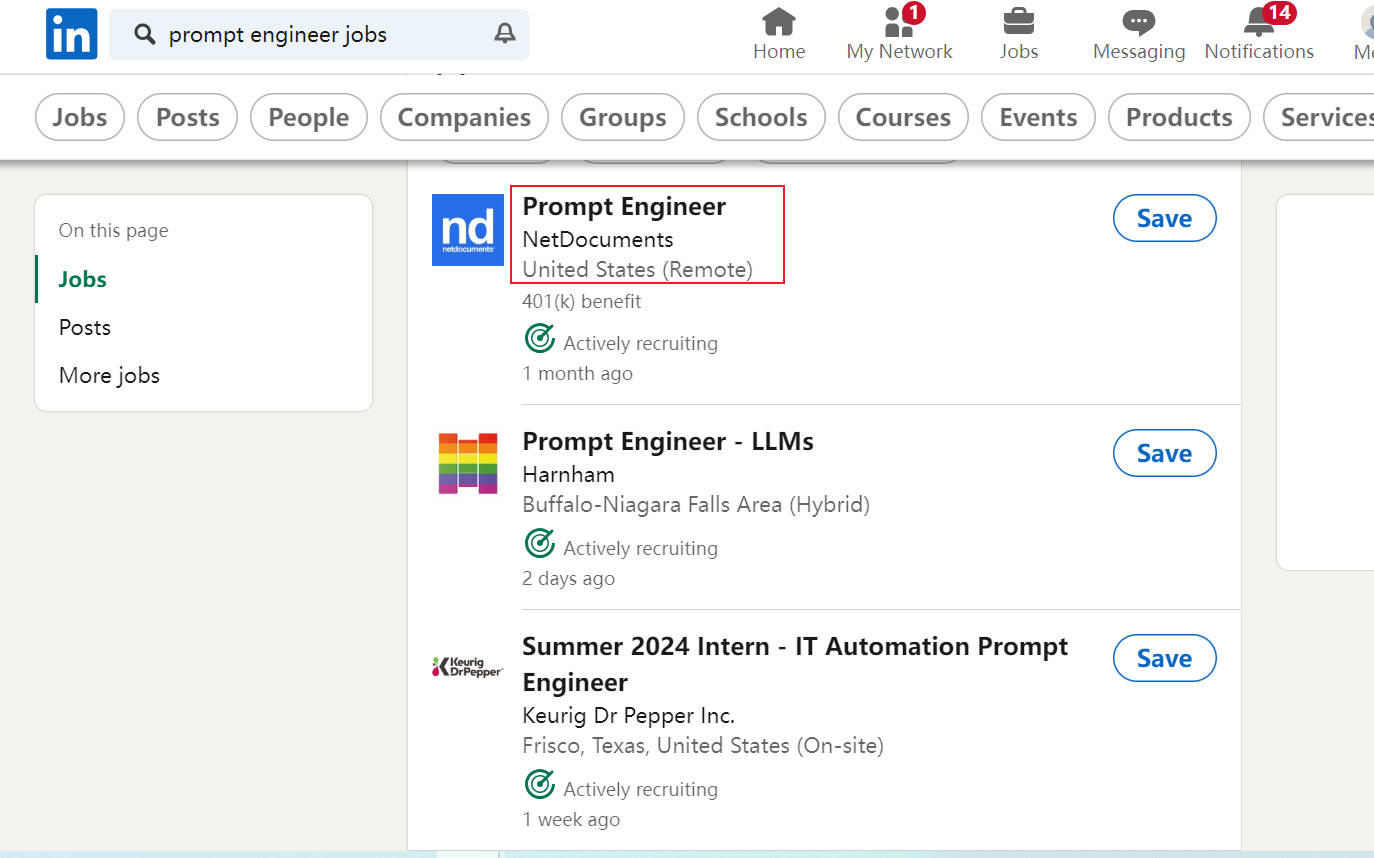 in
prompt engineer jobs
Home
1
My Network
Jobs
Messaging
14
Notifications
Jobs
Posts
People
Companies
Groups
Schools
Courses
Events
Products
Services
On this page
Jobs
Posts
More jobs
nd
netdocuments
Prompt Engineer
NetDocuments
United States (Remote)
401(k) benefit
Actively recruiting
1 month ago
Save
Prompt Engineer - LLMs
Harnham
Buffalo-Niagara Falls Area (Hybrid)
Actively recruiting
2 days ago
Save
Keurig
DrPepper
Summer 2024 Intern - IT Automation Prompt
Engineer
Keurig Dr Pepper Inc.
Frisco, Texas, United States (On-site)
Actively recruiting
1 week ago
Save